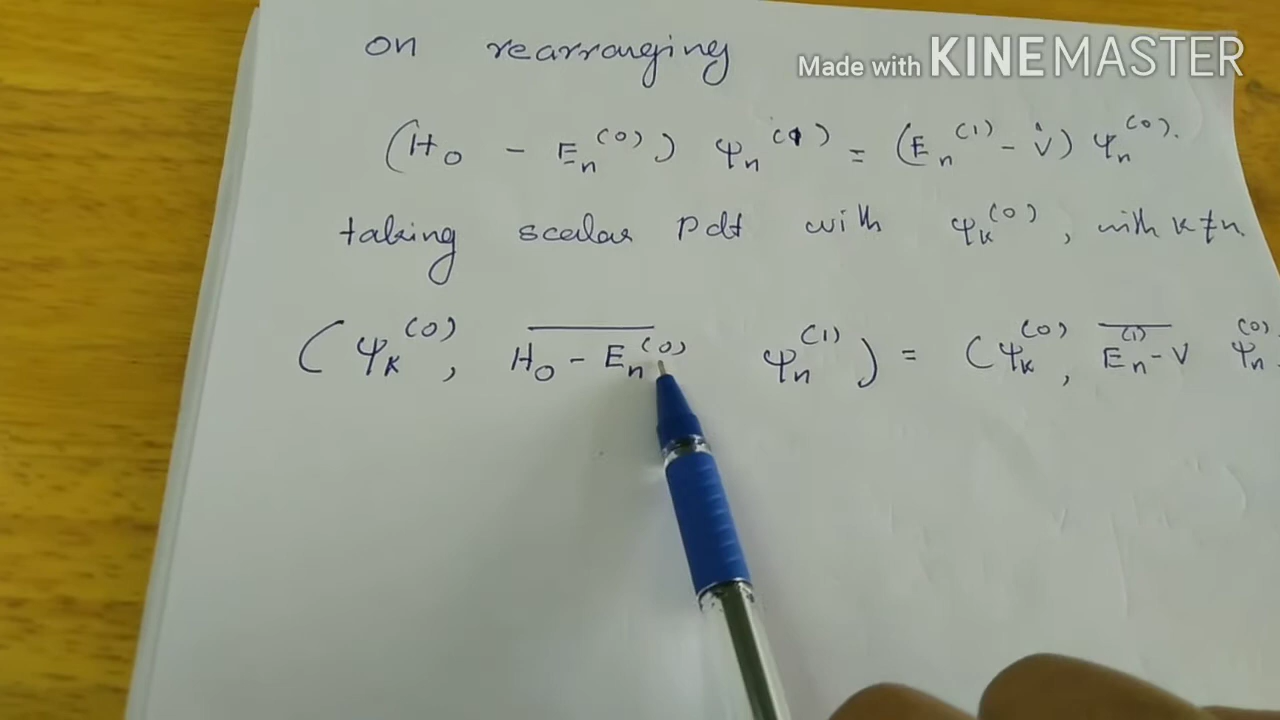 on rearranging
Made with KINEMASTER
(H₀ - Eₙ⁽⁰⁾) ψₙ⁽¹⁾ = (Eₙ⁽¹⁾ - V) ψₙ⁽⁰⁾.
taking scalar pdt with ψₖ⁽⁰⁾, with k≠n.
(ψₖ⁽⁰⁾, H₀ - Eₙ⁽⁰⁾ ψₙ⁽¹⁾) = (ψₖ⁽⁰⁾, Eₙ⁽¹⁾ - V ψₙ⁽⁰⁾